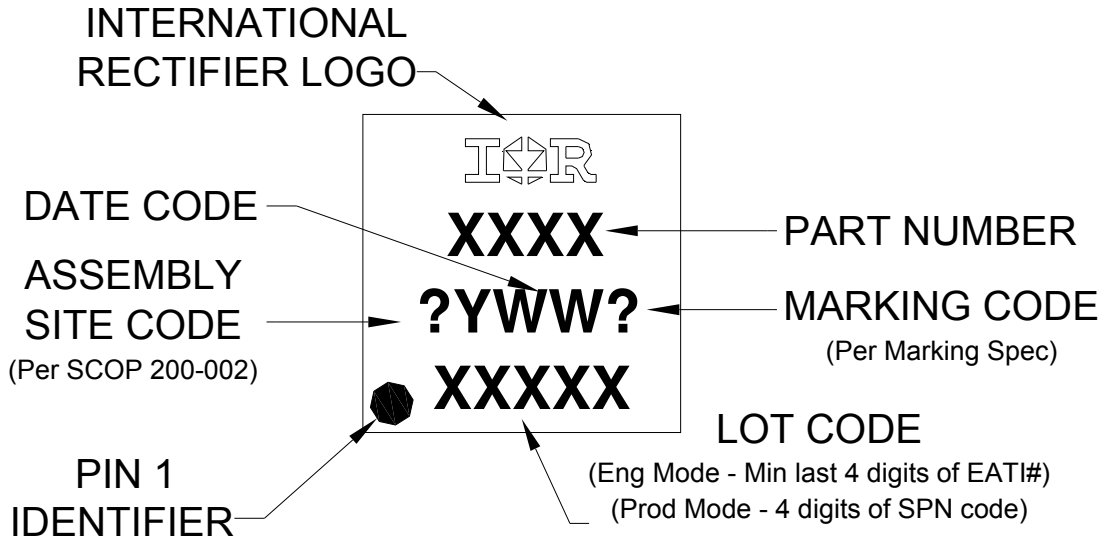 INTERNATIONAL
RECTIFIER LOGO
IOR
DATE CODE
XXXX
PART NUMBER
ASSEMBLY
SITE CODE
(Per SCOP 200-002)
?YWW?
MARKING CODE
(Per Marking Spec)
XXXXX
LOT CODE
(Eng Mode - Min last 4 digits of EATI#)
(Prod Mode - 4 digits of SPN code)
PIN 1
IDENTIFIER